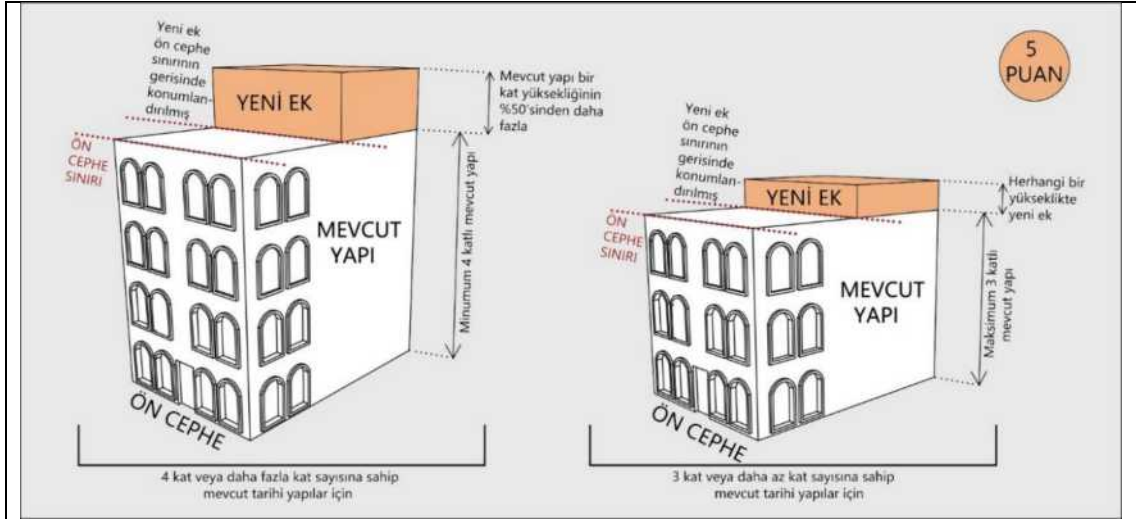 Yeni ek
ön cephe
sınırının
gerisinde
konumlan-
dırılmış
YENİ EK
Mevcut yapı bir
kat yüksekliğinin
%50'sinden daha
fazla
ÖN
CEPHE
SINIRI
MEVCUT
YAPI
Minumum 4 katlı mevcut yapı
ÖN CEPHE
4 kat veya daha fazla kat sayısına sahip
mevcut tarihi yapılar için
5
PUAN
Yeni ek
ön cephe
sınırının
gerisinde
konumlan-
dırılmış
YENİ EK
Herhangi bir
yükseklikte
yeni ek
ÖN
CEPHE
SINIRI
MEVCUT
YAPI
Maksimum 3 katlı
mevcut yapı
ÖN CEPHE
3 kat veya daha az kat sayısına sahip
mevcut tarihi yapılar için